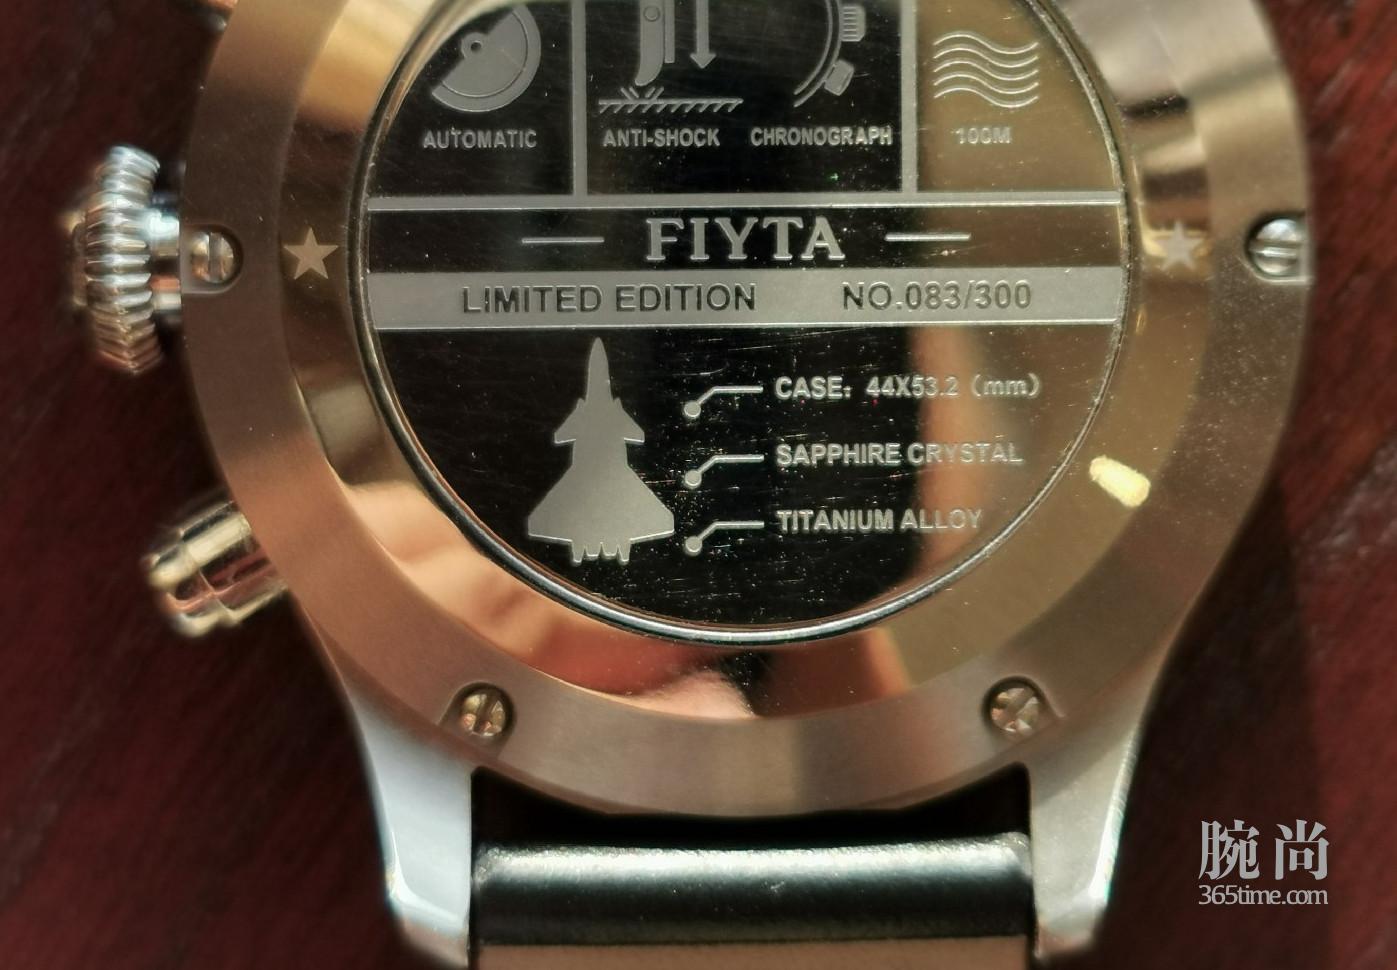 AUTOMATIC ANTI-SHOCK CHRONOGRAPH 100M
FIYTA
LIMITED EDITION NO.083/300
CASE: 44X53.2 (mm)
SAPPHIRE CRYSTAL
TITANIUM ALLOY
腕尚
365time.com